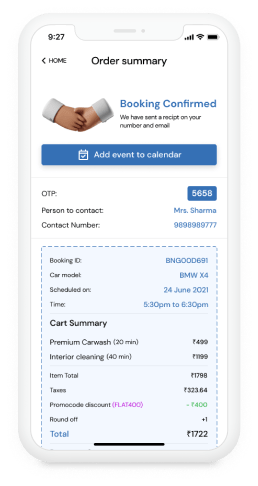 9:27
HOME
Order summary
Booking Confirmed
We have sent a recipt on your
number and email
Add event to calendar
OTP: 5658
Person to contact: Mrs. Sharma
Contact Number: 9898989777
Booking ID: BNGOOD691
Car model: BMW X4
Scheduled on: 24 June 2021
Time: 5:30pm to 6:30pm
Cart Summary
Premium Carwash (20 min) ₹499
Interior cleaning (40 min) ₹1199
Item Total ₹1798
Taxes ₹323.64
Promocode discount (FLAT400) - ₹400
Round off +1
Total ₹1722